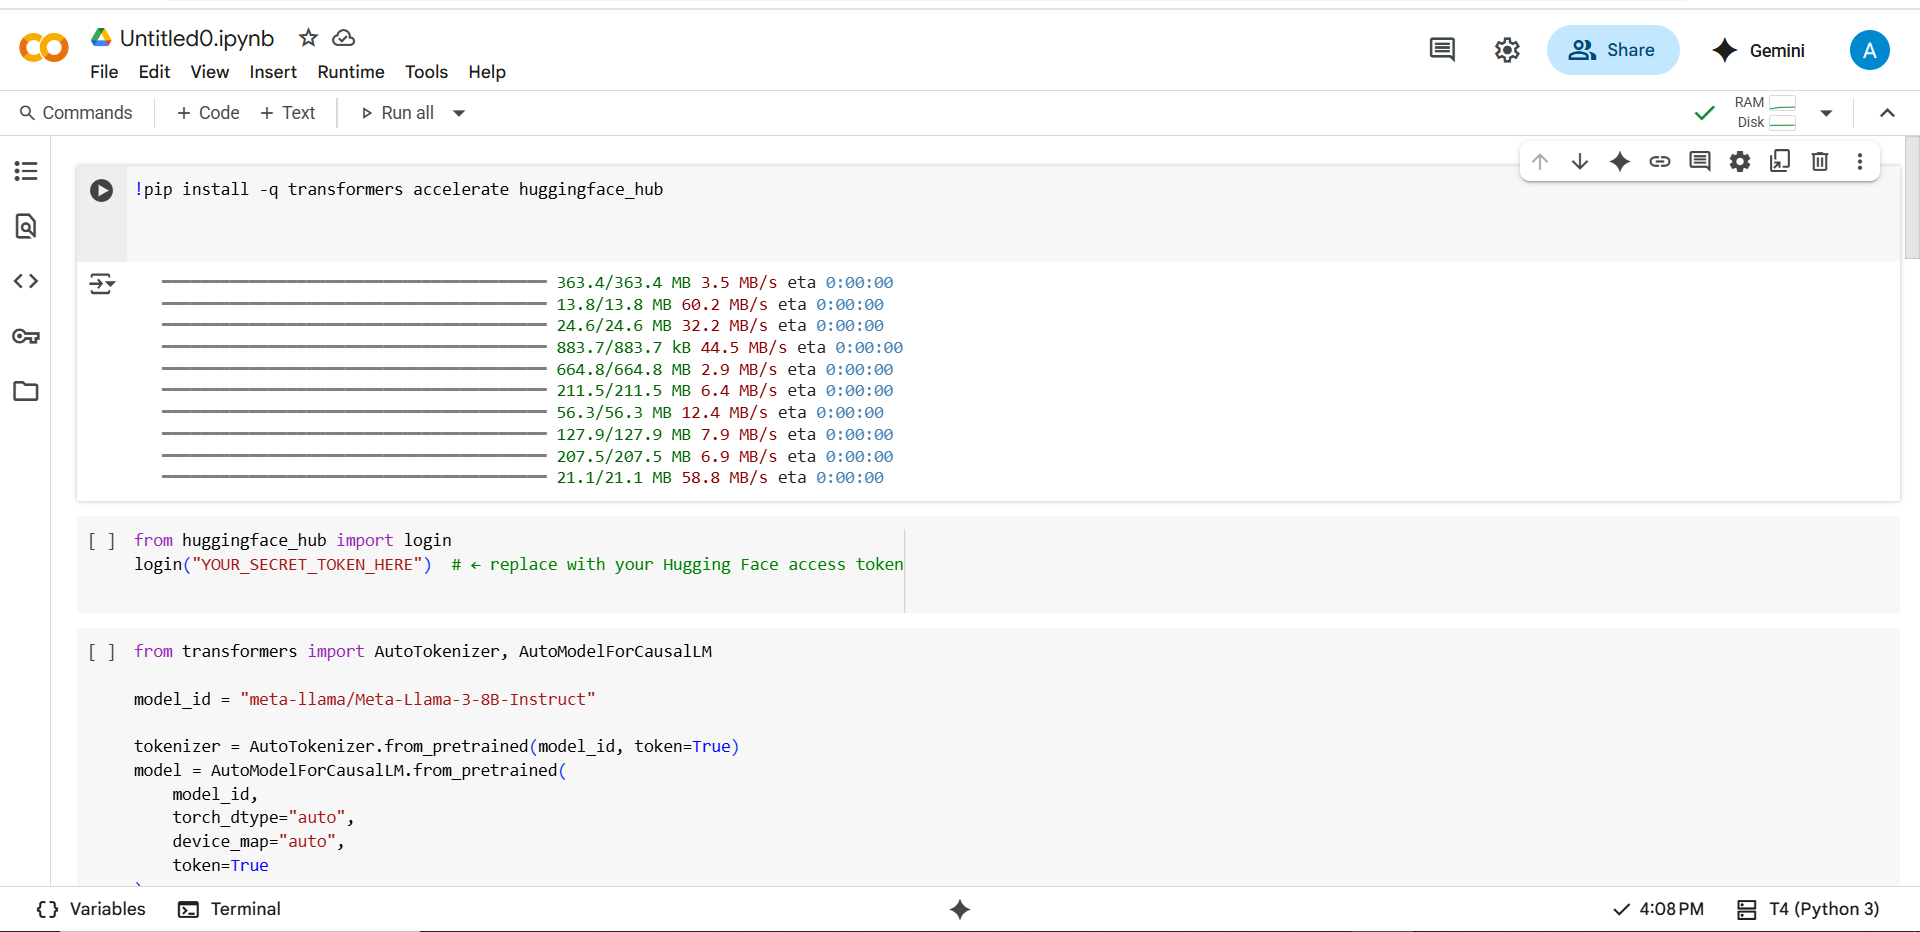 Untitled0.ipynb
File Edit View Insert Runtime Tools Help
Share
Gemini
A
Commands
+ Code + Text
Run all
RAM
Disk
!pip install -q transformers accelerate huggingface_hub
363.4/363.4 MB 3.5 MB/s eta 0:00:00
13.8/13.8 MB 60.2 MB/s eta 0:00:00
24.6/24.6 MB 32.2 MB/s eta 0:00:00
883.7/883.7 kB 44.5 MB/s eta 0:00:00
664.8/664.8 MB 2.9 MB/s eta 0:00:00
211.5/211.5 MB 6.4 MB/s eta 0:00:00
56.3/56.3 MB 12.4 MB/s eta 0:00:00
127.9/127.9 MB 7.9 MB/s eta 0:00:00
207.5/207.5 MB 6.9 MB/s eta 0:00:00
21.1/21.1 MB 58.8 MB/s eta 0:00:00
[ ] from huggingface_hub import login
login("YOUR_SECRET_TOKEN_HERE")  # ← replace with your Hugging Face access token
[ ] from transformers import AutoTokenizer, AutoModelForCausalLM
model_id = "meta-llama/Meta-Llama-3-8B-Instruct"
tokenizer = AutoTokenizer.from_pretrained(model_id, token=True)
model = AutoModelForCausalLM.from_pretrained(
model_id,
torch_dtype="auto",
device_map="auto",
token=True
Variables Terminal
4:08 PM
T4 (Python 3)